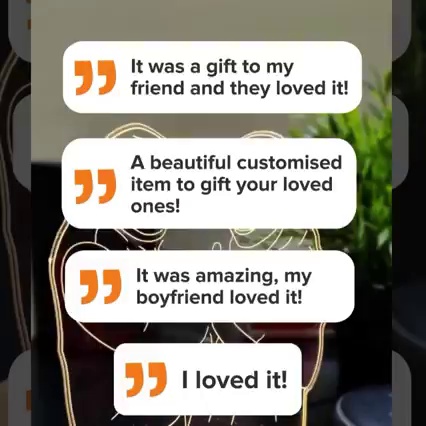 It was a gift to my
friend and they loved it!
A beautiful customised
item to gift your loved
ones!
It was amazing, my
boyfriend loved it!
I loved it!